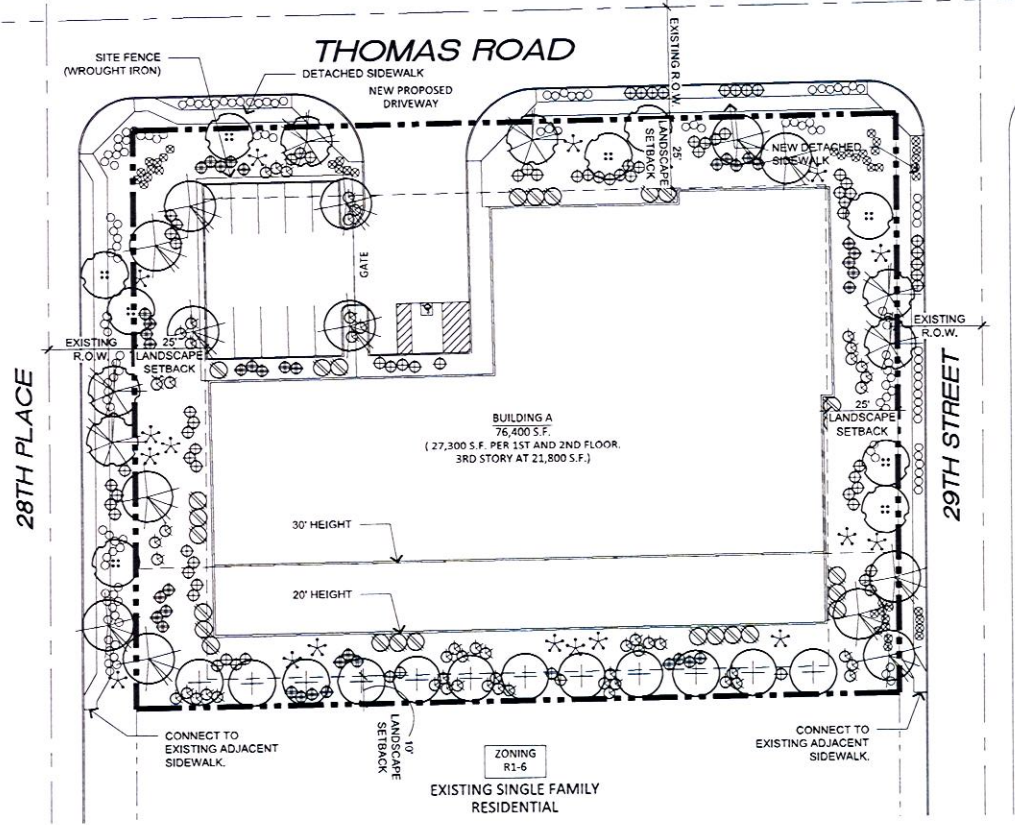 THOMAS ROAD
SITE FENCE
(WROUGHT IRON)
DETACHED SIDEWALK
NEW PROPOSED
DRIVEWAY
EXISTING R.O.W.
25'
LANDSCAPE
SETBACK
NEW DETACHED
SIDEWALK
GATE
EXISTING
R.O.W.
25'
LANDSCAPE
SETBACK
EXISTING
R.O.W.
28TH PLACE
29TH STREET
BUILDING A
76,400 S.F.
( 27,300 S.F. PER 1ST AND 2ND FLOOR.
3RD STORY AT 21,800 S.F.)
25'
LANDSCAPE
SETBACK
30' HEIGHT
20' HEIGHT
CONNECT TO
EXISTING ADJACENT
SIDEWALK.
10'
LANDSCAPE
SETBACK
ZONING
R1-6
EXISTING SINGLE FAMILY
RESIDENTIAL
CONNECT TO
EXISTING ADJACENT
SIDEWALK.